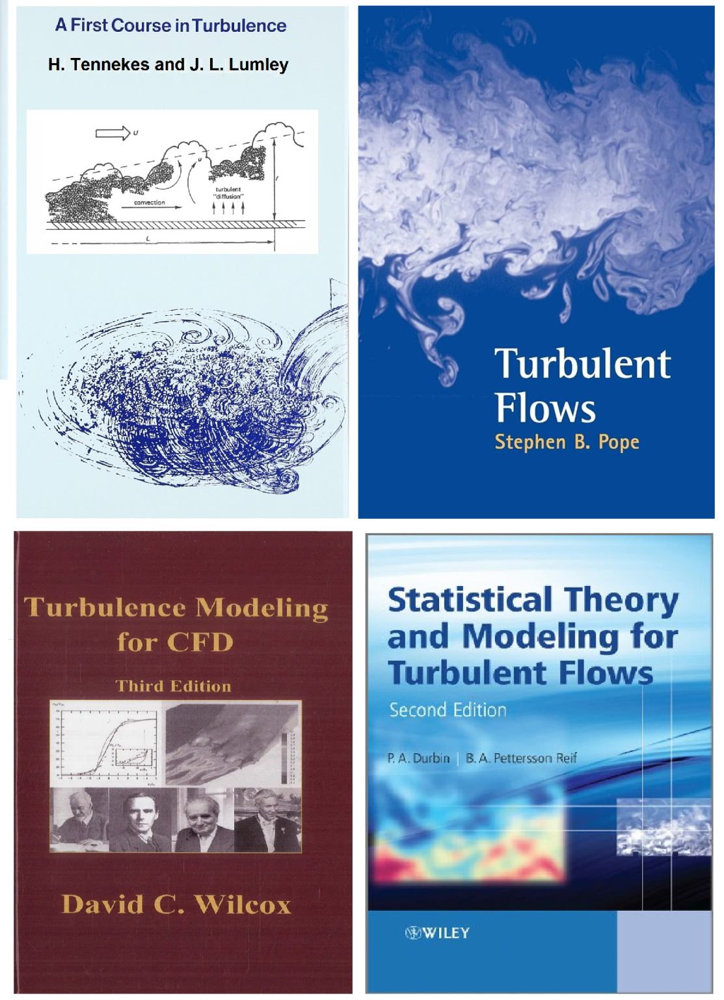 A First Course in Turbulence
H. Tennekes and J. L. Lumley
U
u
convection
turbulent
"diffusion"
L
Turbulent
Flows
Stephen B. Pope
Turbulence Modeling
for CFD
Third Edition
David C. Wilcox
Statistical Theory
and Modeling for
Turbulent Flows
Second Edition
P. A. Durbin | B. A. Pettersson Reif
WILEY